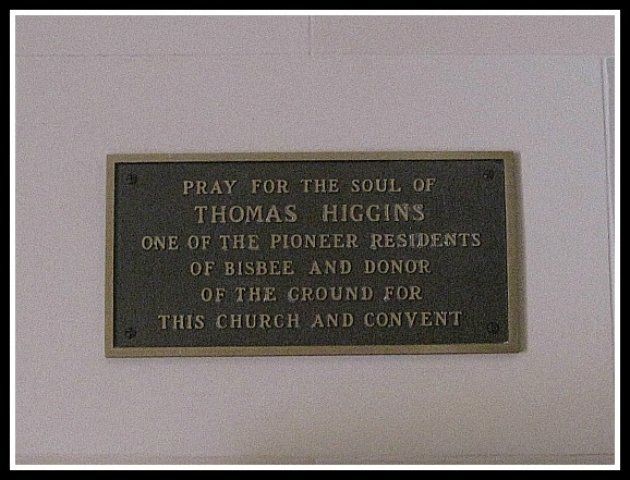 PRAY FOR THE SOUL OF
THOMAS HIGGINS
ONE OF THE PIONEER RESIDENTS
OF BISBEE AND DONOR
OF THE GROUND FOR
THIS CHURCH AND CONVENT